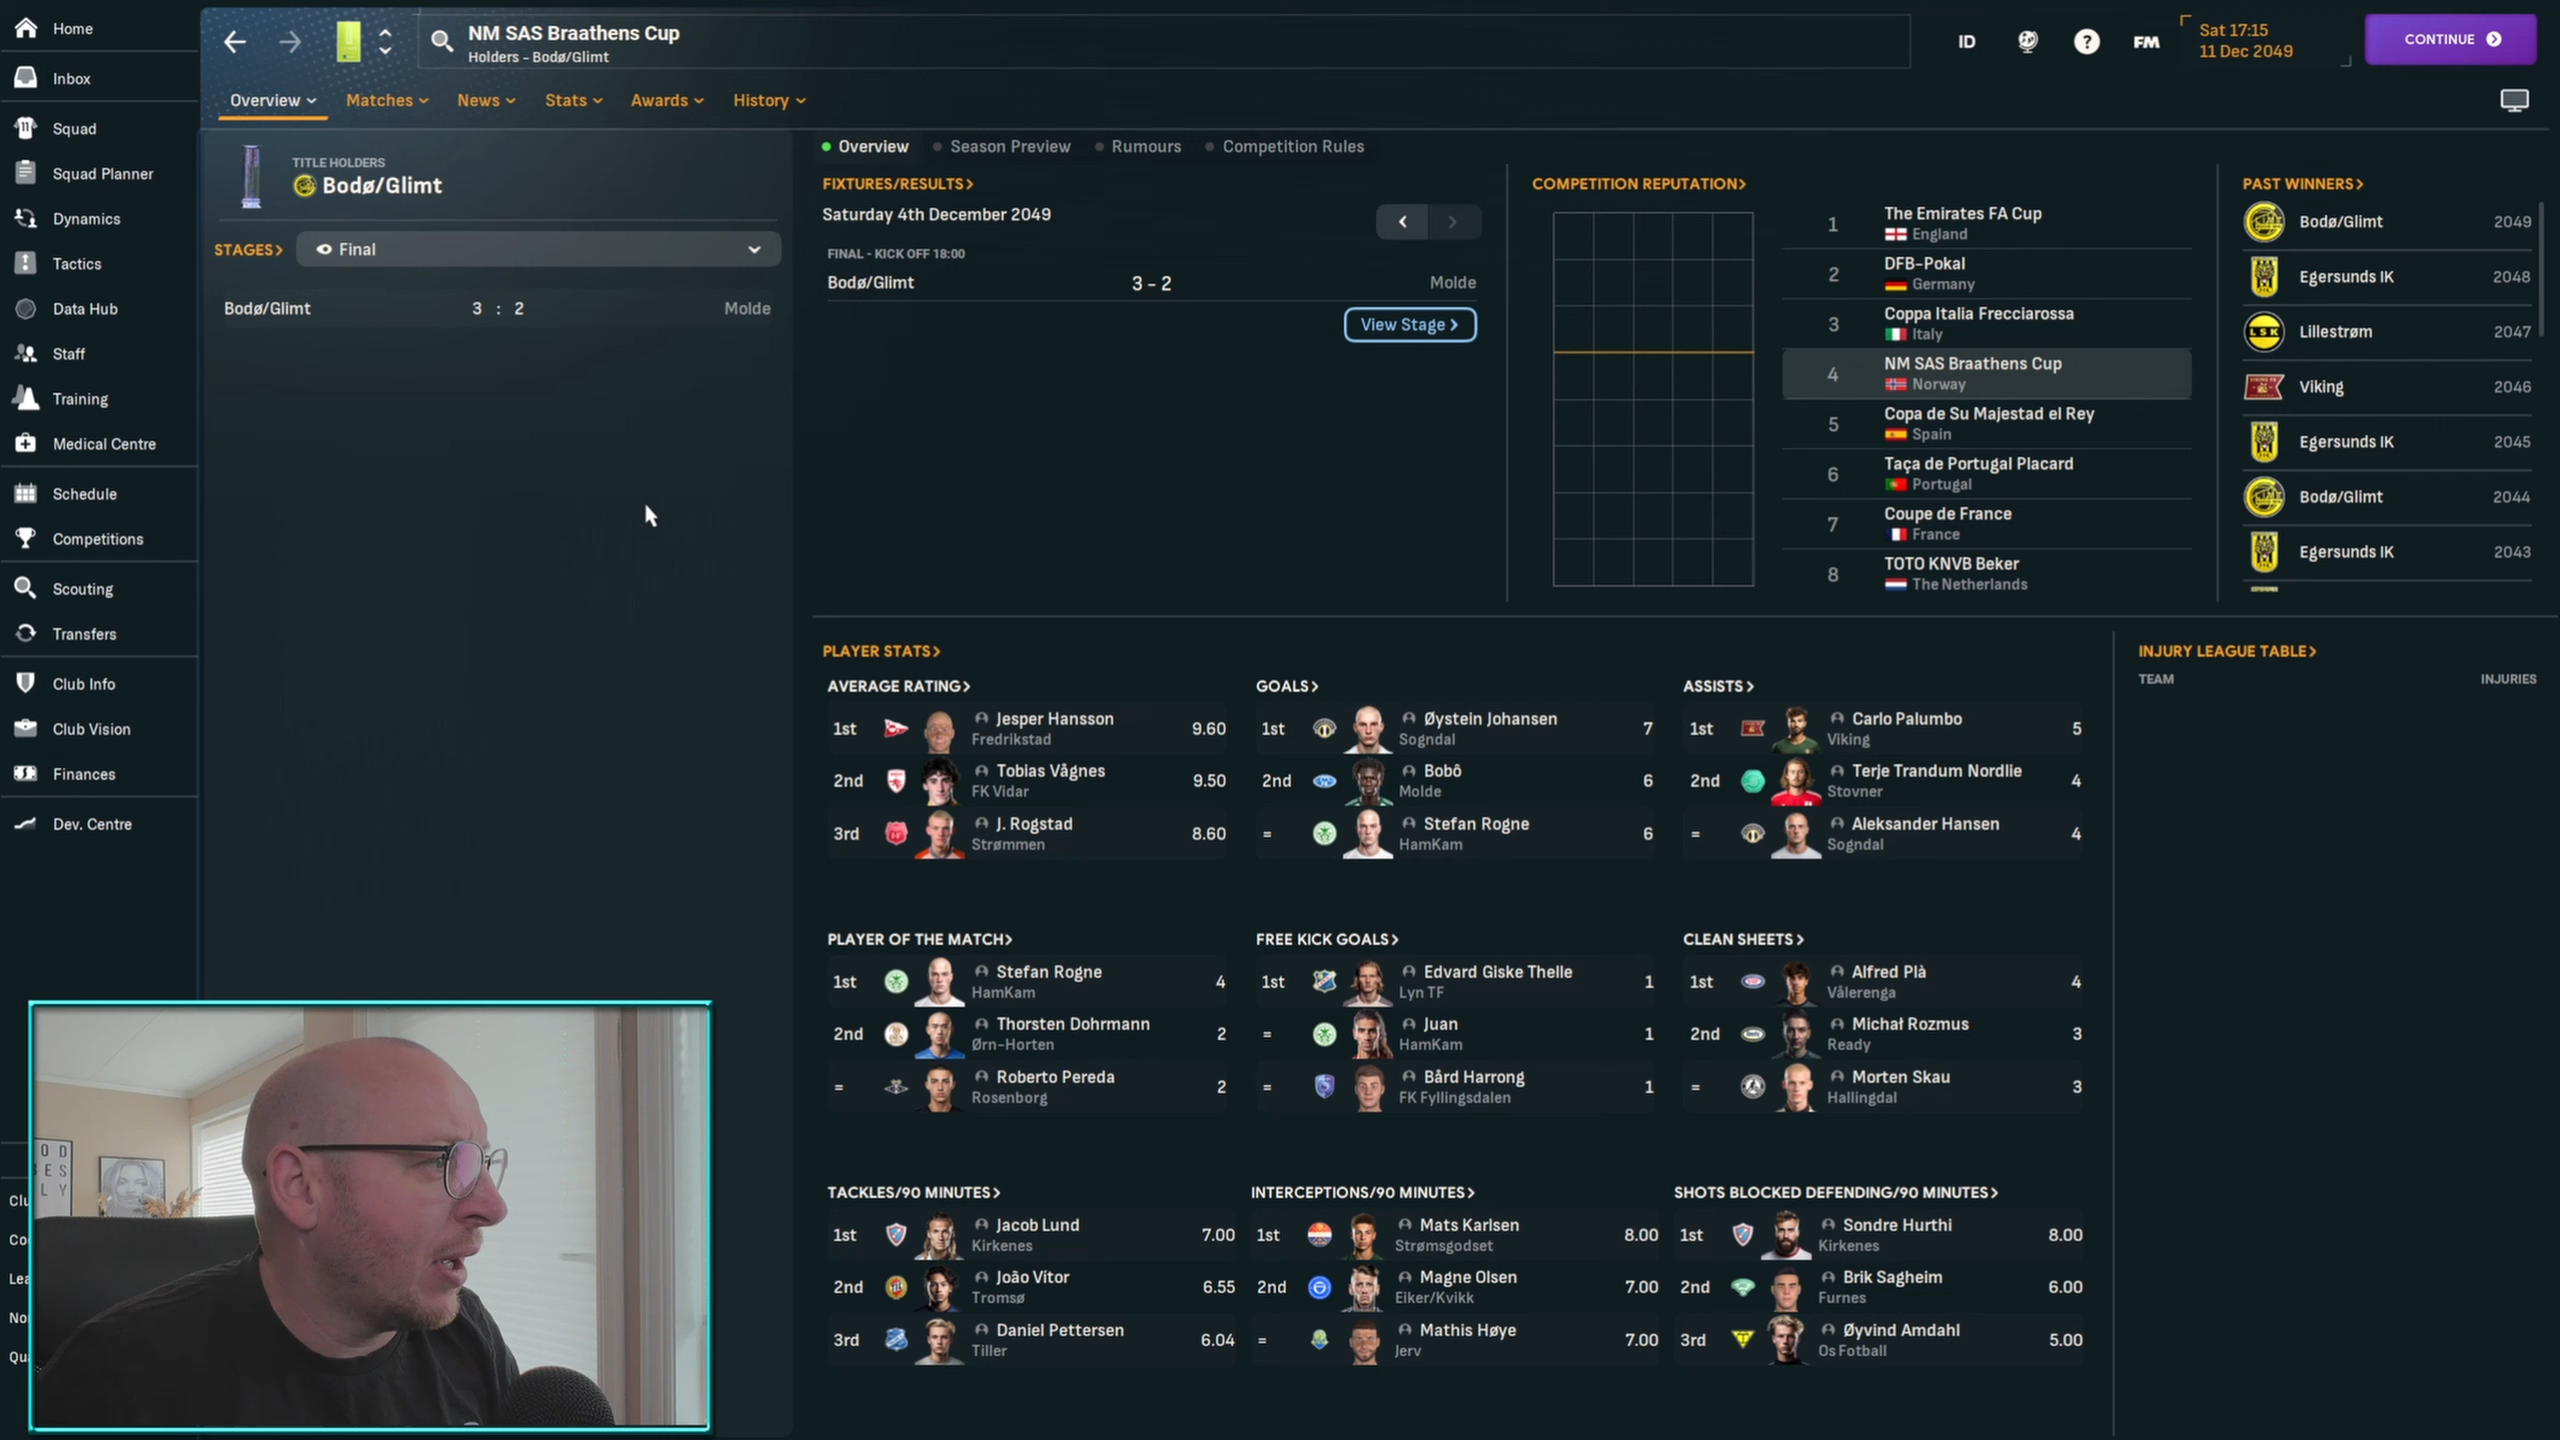 Home
Inbox
Squad
Squad Planner
Dynamics
Tactics
Data Hub
Staff
Training
Medical Centre
Schedule
Competitions
Scouting
Transfers
Club Info
Club Vision
Finances
Dev. Centre
NM SAS Braathens Cup
Holders - Bodø/Glimt
ID
?
FM
Sat 17:15
11 Dec 2049
CONTINUE
Overview
Matches
News
Stats
Awards
History
TITLE HOLDERS
Bodø/Glimt
STAGES>
Final
Bodø/Glimt 3 : 2 Molde
Overview
Season Preview
Rumours
Competition Rules
FIXTURES/RESULTS>
Saturday 4th December 2049
FINAL - KICK OFF 18:00
Bodø/Glimt 3 - 2 Molde
View Stage >
COMPETITION REPUTATION>
1 The Emirates FA Cup
England
2 DFB-Pokal
Germany
3 Coppa Italia Frecciarossa
Italy
4 NM SAS Braathens Cup
Norway
5 Copa de Su Majestad el Rey
Spain
6 Taça de Portugal Placard
Portugal
7 Coupe de France
France
8 TOTO KNVB Beker
The Netherlands
PAST WINNERS>
Bodø/Glimt 2049
Egersunds IK 2048
LSK Lillestrøm 2047
Viking 2046
Egersunds IK 2045
Bodø/Glimt 2044
Egersunds IK 2043
PLAYER STATS>
AVERAGE RATING>
1st Jesper Hansson 9.60
Fredrikstad
2nd Tobias Vågnes 9.50
FK Vidar
3rd J. Rogstad 8.60
Strømmen
GOALS>
1st Øystein Johansen 7
Sogndal
2nd Bobô 6
Molde
= Stefan Rogne 6
HamKam
ASSISTS>
1st Carlo Palumbo 5
Viking
2nd Terje Trandum Nordlie 4
Stovner
= Aleksander Hansen 4
Sogndal
PLAYER OF THE MATCH>
1st Stefan Rogne 4
HamKam
2nd Thorsten Dohrmann 2
Ørn-Horten
= Roberto Pereda 2
Rosenborg
FREE KICK GOALS>
1st Edvard Giske Thelle 1
Lyn TF
= Juan 1
HamKam
= Bård Harrong 1
FK Fyllingsdalen
CLEAN SHEETS>
1st Alfred Plà 4
Vålerenga
2nd Michał Rozmus 3
Ready
= Morten Skau 3
Hallingdal
TACKLES/90 MINUTES>
1st Jacob Lund 7.00
Kirkenes
2nd João Vitor 6.55
Tromsø
3rd Daniel Pettersen 6.04
Tiller
INTERCEPTIONS/90 MINUTES>
1st Mats Karlsen 8.00
Strømsgodset
2nd Magne Olsen 7.00
Eiker/Kvikk
= Mathis Høye 7.00
Jerv
SHOTS BLOCKED DEFENDING/90 MINUTES>
1st Sondre Hurthi 8.00
Kirkenes
2nd Brik Sagheim 6.00
Furnes
3rd Øyvind Amdahl 5.00
Os Fotball
INJURY LEAGUE TABLE>
TEAM INJURIES
Clu
Co
Lea
No
Qua
O D
E S
L Y